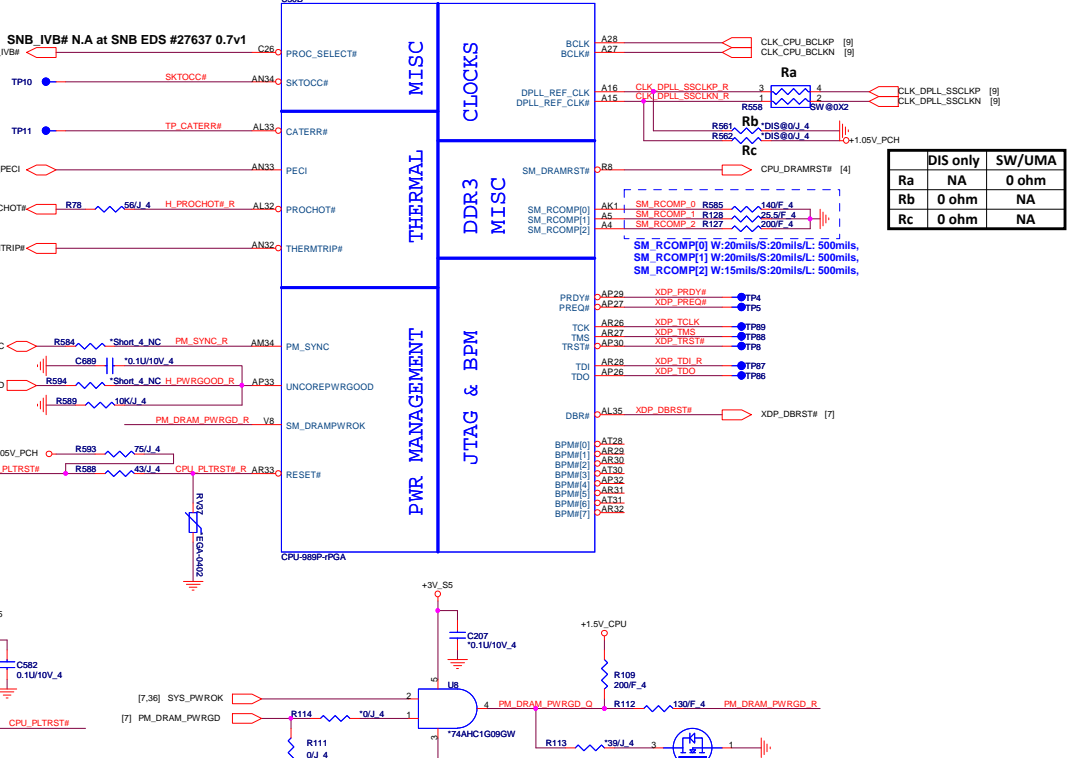 SNB_IVB# N.A at SNB EDS #27637 0.7v1
IVB#
C26
PROC_SELECT#
TP10
SKTOCC#
AN34
SKTOCC#
TP11
TP_CATERR#
AL33
CATERR#
PECI
AN33
PECI
CHOT#
R78
56/J_4
H_PROCHOT#_R
AL32
PROCHOT#
TRIP#
AN32
THERMTRIP#
C
R584
*Short_4_NC
PM_SYNC_R
AM34
PM_SYNC
C689
*0.1U/10V_4
D
R594
*Short_4_NC
H_PWRGOOD_R
AP33
UNCOREPWRGOOD
R589
10K/J_4
PM_DRAM_PWRGD_R
V8
SM_DRAMPWROK
05V_PCH
R593
75/J_4
PLTRST#
R588
43/J_4
CPU_PLTRST#_R
AR33
RESET#
RV37
*EGA-0402
MISC
THERMAL
PWR MANAGEMENT
CLOCKS
DDR3
MISC
JTAG & BPM
CPU-989P-rPGA
BCLK
A28
CLK_CPU_BCLKP [9]
BCLK#
A27
CLK_CPU_BCLKN [9]
Ra
DPLL_REF_CLK
A16
CLK_DPLL_SSCLKP_R
3
4
CLK_DPLL_SSCLKP [9]
DPLL_REF_CLK#
A15
CLK_DPLL_SSCLKN_R
1
2
CLK_DPLL_SSCLKN [9]
R558
SW@0X2
Rb
R561
*DIS@0/J_4
R562
*DIS@0/J_4
+1.05V_PCH
Rc
SM_DRAMRST#
R8
CPU_DRAMRST# [4]
SM_RCOMP[0]
AK1
SM_RCOMP_0
R585
140/F_4
SM_RCOMP[1]
A5
SM_RCOMP_1
R128
25.5/F_4
SM_RCOMP[2]
A4
SM_RCOMP_2
R127
200/F_4
SM_RCOMP[0] W:20mils/S:20mils/L: 500mils,
SM_RCOMP[1] W:20mils/S:20mils/L: 500mils,
SM_RCOMP[2] W:15mils/S:20mils/L: 500mils,
DIS only SW/UMA
Ra NA 0 ohm
Rb 0 ohm NA
Rc 0 ohm NA
PRDY#
AP29
XDP_PRDY#
TP4
PREQ#
AP27
XDP_PREQ#
TP5
TCK
AR26
XDP_TCLK
TP89
TMS
AR27
XDP_TMS
TP88
TRST#
AP30
XDP_TRST#
TP8
TDI
AR28
XDP_TDI_R
TP87
TDO
AP26
XDP_TDO
TP86
DBR#
AL35
XDP_DBRST#
XDP_DBRST# [7]
BPM#[0]
AT28
BPM#[1]
AR29
BPM#[2]
AR30
BPM#[3]
AT30
BPM#[4]
AP32
BPM#[5]
AR31
BPM#[6]
AT31
BPM#[7]
AR32
C582
0.1U/10V_4
CPU_PLTRST#
+3V_S5
C207
*0.1U/10V_4
+1.5V_CPU
R109
200/F_4
[7,36] SYS_PWROK
[7] PM_DRAM_PWRGD
R114
*0/J_4
R111
0/J_4
U8
5
2
1
3
4
*74AHC1G09GW
PM_DRAM_PWRGD_Q
R112
130/F_4
PM_DRAM_PWRGD_R
R113
*39/J_4
3
1